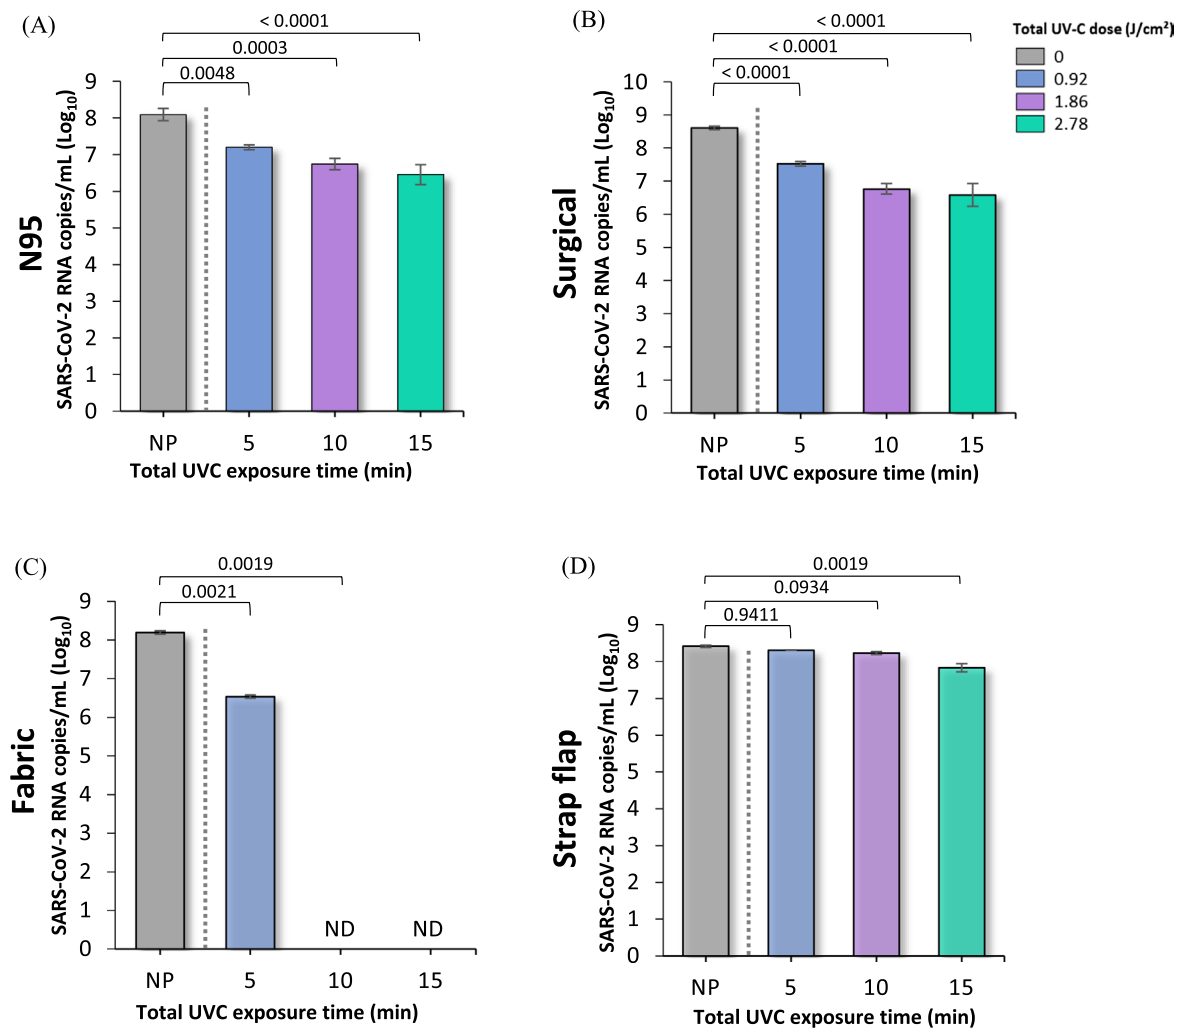 (A)
< 0.0001
0.0003
0.0048
N95
SARS-CoV-2 RNA copies/mL (Log10)
9
8
7
6
5
4
3
2
1
0
NP 5 10 15
Total UVC exposure time (min)
(B)
< 0.0001
< 0.0001
< 0.0001
Surgical
SARS-CoV-2 RNA copies/mL (Log10)
10
9
8
7
6
5
4
3
2
1
0
NP 5 10 15
Total UVC exposure time (min)
Total UV-C dose (J/cm²)
0
0.92
1.86
2.78
(C)
0.0019
0.0021
Fabric
SARS-CoV-2 RNA copies/mL (Log10)
9
8
7
6
5
4
3
2
1
0
ND ND
NP 5 10 15
Total UVC exposure time (min)
(D)
0.0019
0.0934
0.9411
Strap flap
SARS-CoV-2 RNA copies/mL (Log10)
9
8
7
6
5
4
3
2
1
0
NP 5 10 15
Total UVC exposure time (min)